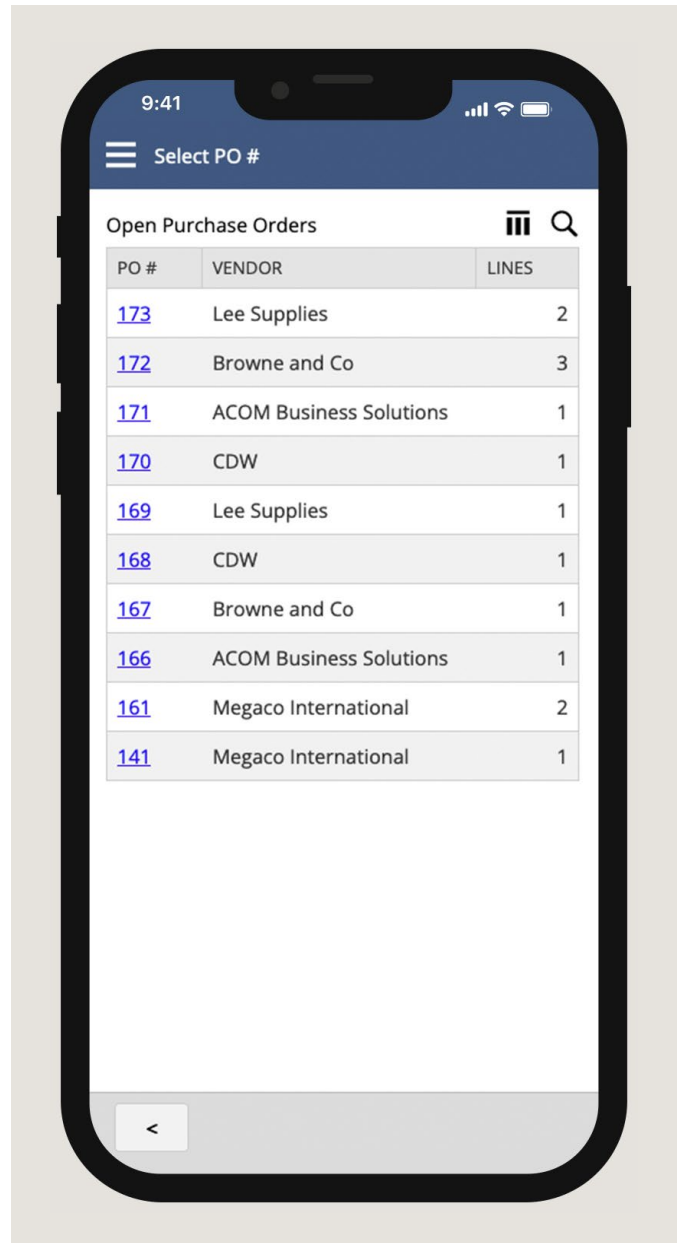 9:41
Select PO #
Open Purchase Orders
PO # VENDOR LINES
173 Lee Supplies 2
172 Browne and Co 3
171 ACOM Business Solutions 1
170 CDW 1
169 Lee Supplies 1
168 CDW 1
167 Browne and Co 1
166 ACOM Business Solutions 1
161 Megaco International 2
141 Megaco International 1
<